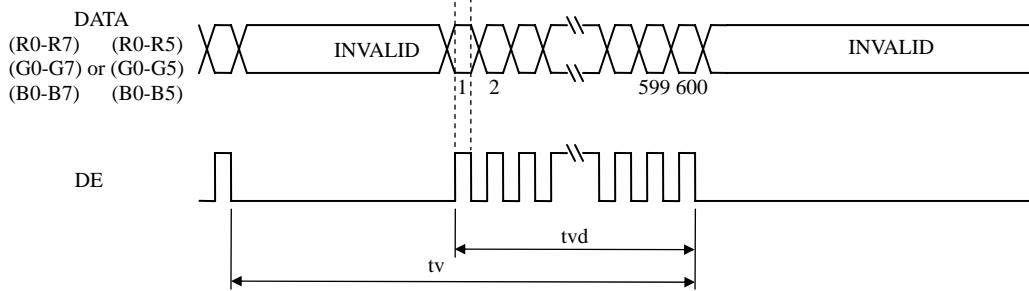 DATA
(R0-R7) (R0-R5)
(G0-G7) or (G0-G5)
(B0-B7) (B0-B5)
INVALID
INVALID
1 2 599 600
DE
tvd
tv